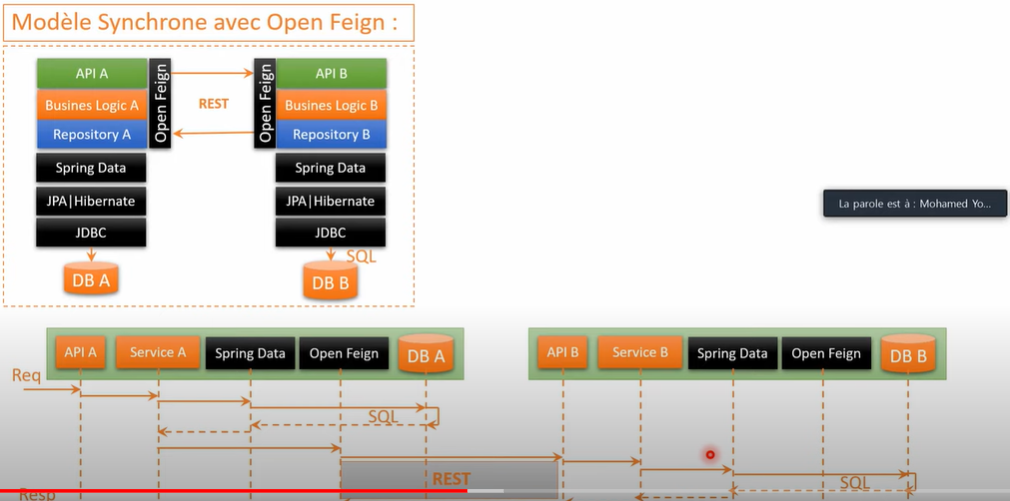 Modèle Synchrone avec Open Feign :
API A
Open Feign
Open Feign
API B
Busines Logic A
REST
Busines Logic B
Repository A
Repository B
Spring Data
Spring Data
JPA|Hibernate
JPA|Hibernate
JDBC
JDBC
SQL
DB A
DB B
La parole est à : Mohamed Yo...
API A
Service A
Spring Data
Open Feign
DB A
API B
Service B
Spring Data
Open Feign
DB B
Req
SQL
REST
SQL
Resp